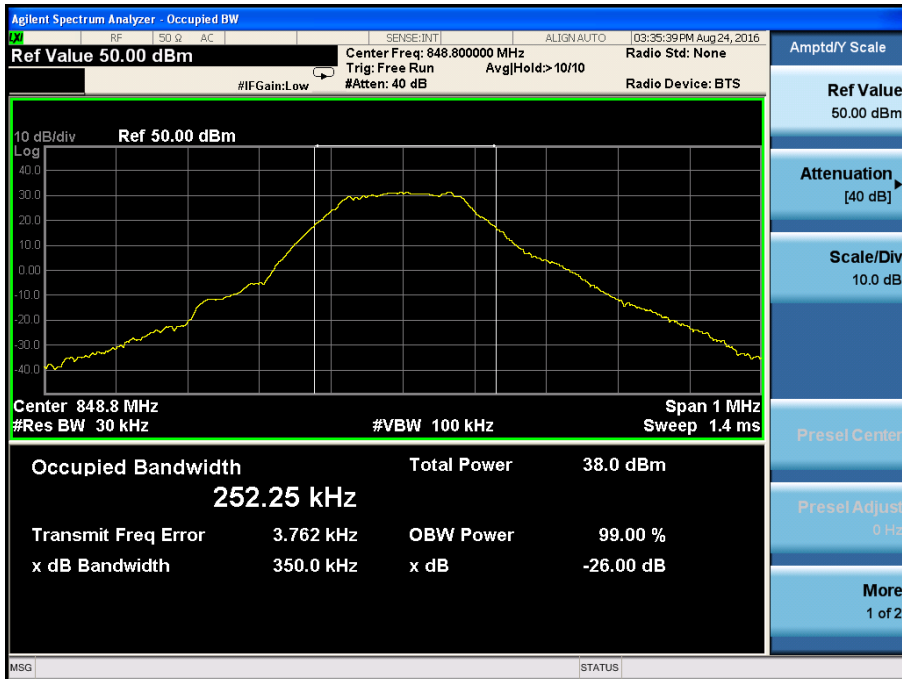 Agilent Spectrum Analyzer - Occupied BW
LXI RF 50 Ω AC SENSE:INT ALIGN AUTO 03:35:39 PM Aug 24, 2016
Ref Value 50.00 dBm
Center Freq: 848.800000 MHz
Radio Std: None
Trig: Free Run Avg|Hold:> 10/10
#IFGain:Low #Atten: 40 dB Radio Device: BTS
10 dB/div Ref 50.00 dBm
Log
40.0
30.0
20.0
10.0
0.00
-10.0
-20.0
-30.0
-40.0
Center 848.8 MHz Span 1 MHz
#Res BW 30 kHz #VBW 100 kHz Sweep 1.4 ms
Occupied Bandwidth Total Power 38.0 dBm
252.25 kHz
Transmit Freq Error 3.762 kHz OBW Power 99.00 %
x dB Bandwidth 350.0 kHz x dB -26.00 dB
MSG STATUS
Amptd/Y Scale
Ref Value
50.00 dBm
Attenuation
[40 dB]
Scale/Div
10.0 dB
Presel Center
Presel Adjust
0 Hz
More
1 of 2